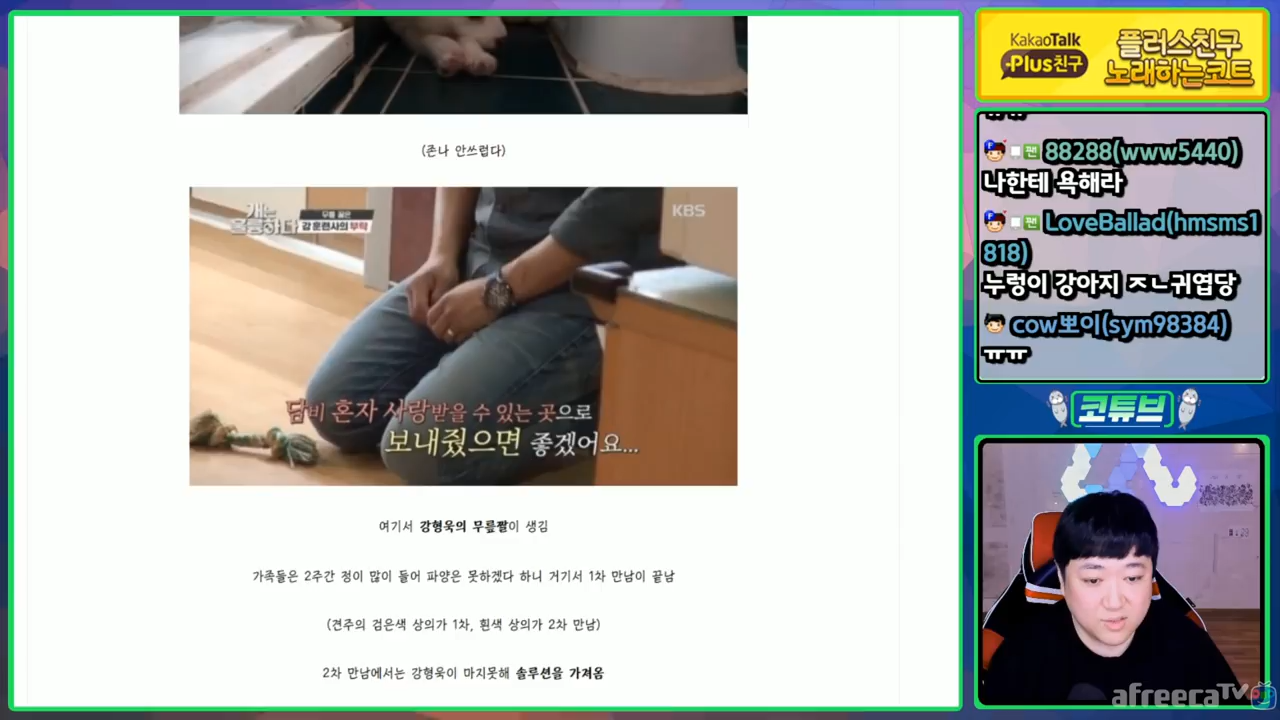 (존나 안쓰럽다)
개는 훌륭하다
무릎 꿇은
강 훈련사의 부탁
KBS
담비 혼자 사랑받을 수 있는 곳으로
보내줬으면 좋겠어요...
여기서 강형욱의 무릎짤이 생김
가족들은 2주간 정이 많이 들어 파양은 못하겠다 하니 거기서 1차 만남이 끝남
(견주의 검은색 상의가 1차, 흰색 상의가 2차 만남)
2차 만남에서는 강형욱이 마지못해 솔루션을 가져옴
KakaoTalk
Plus친구
플러스친구
노래하는코트
팬 88288(www5440)
나한테 욕해라
팬 LoveBallad(hmsms1
818)
누렁이 강아지 ㅈㄴ귀엽당
cow뽀이(sym98384)
ㅠㅠ
코튜브
afreecaTV